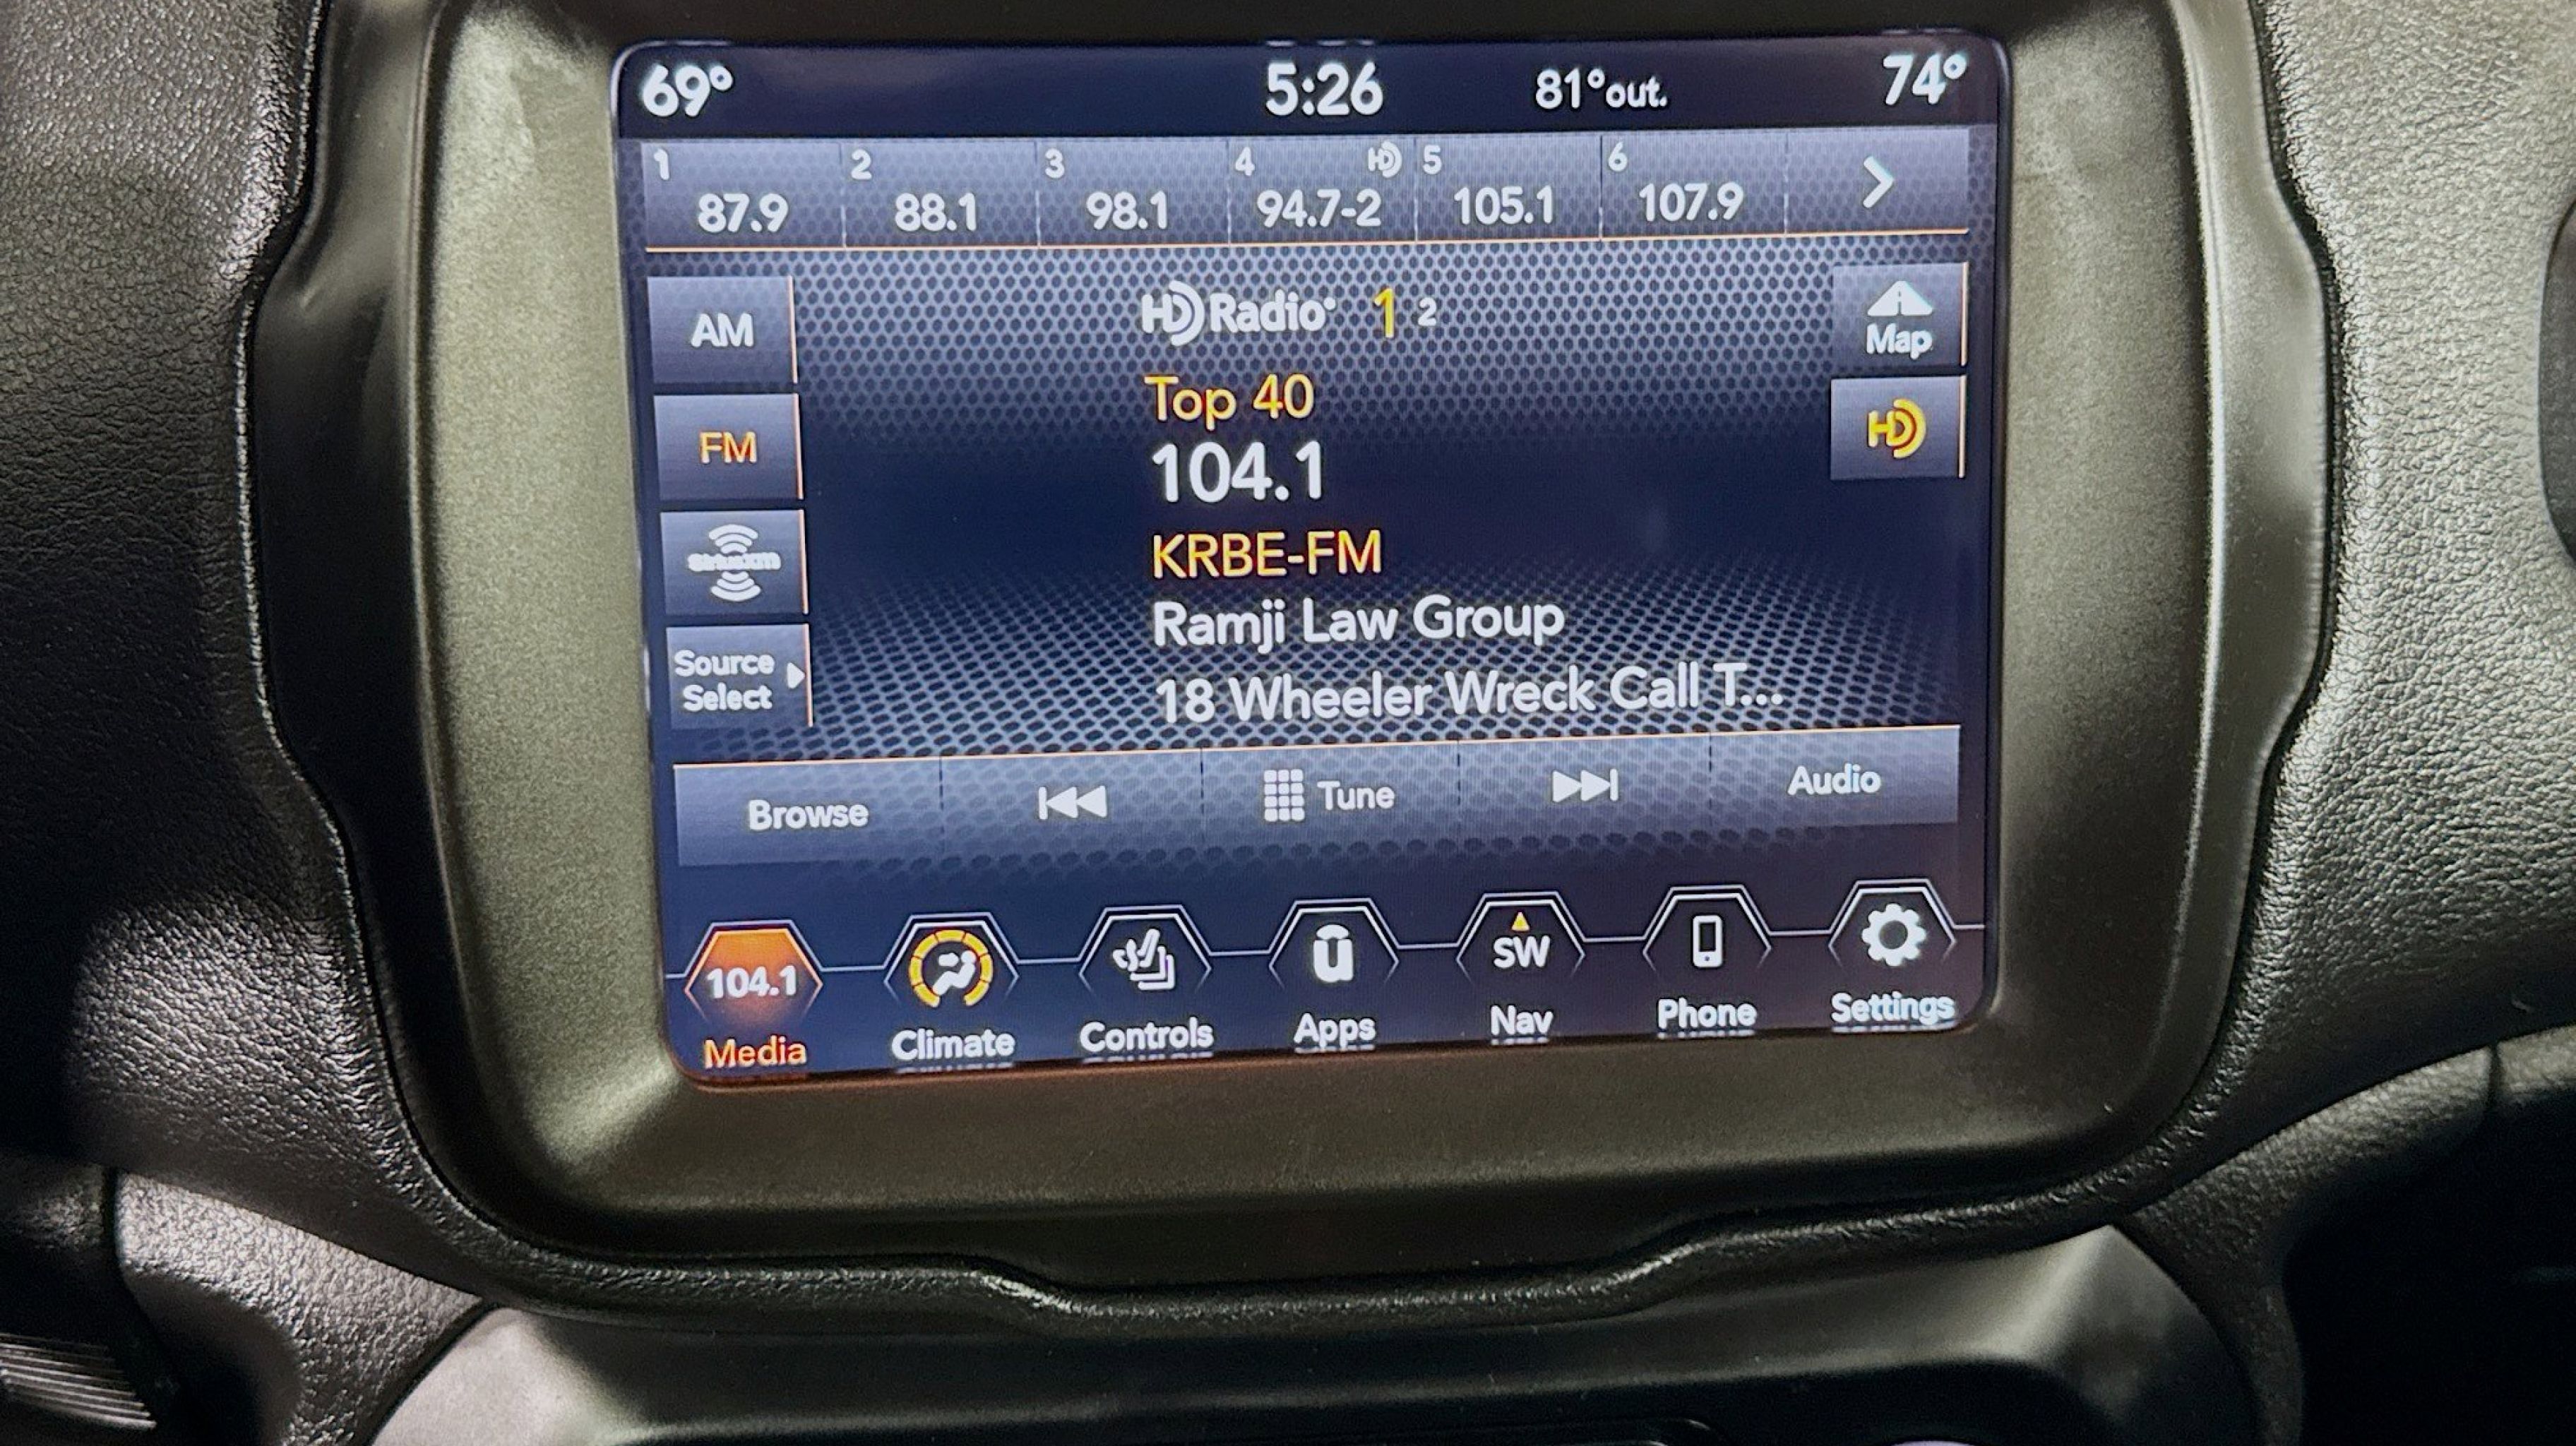 69° 5:26 81°out. 74°
1 2 3 4 HD 5 6
87.9 88.1 98.1 94.7-2 105.1 107.9
AM
HD Radio 1 2
Map
Top 40
FM
HD
104.1
KRBE-FM
siriusxm
Ramji Law Group
Source
Select
18 Wheeler Wreck Call T...
Browse Tune Audio
104.1 u SW
Media Climate Controls Apps Nav Phone Settings